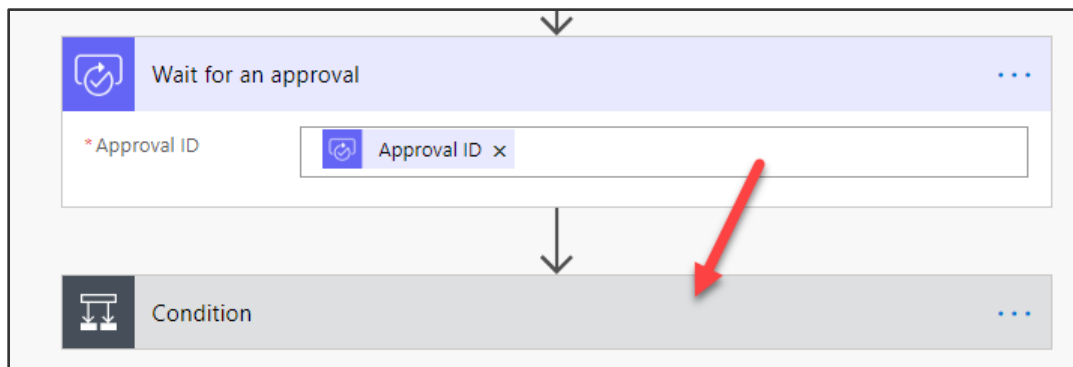 Wait for an approval
* Approval ID
Approval ID ×
Condition